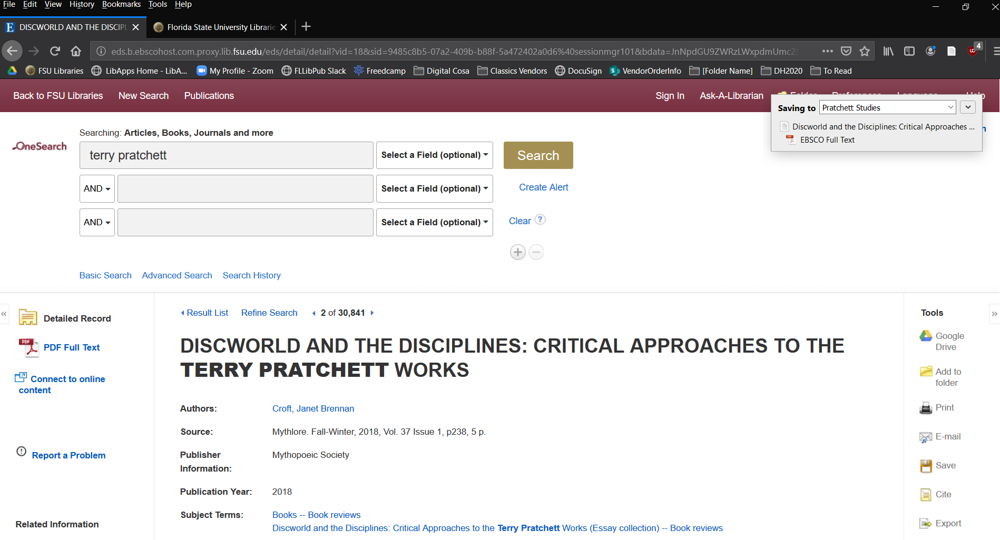 File Edit View History Bookmarks Tools Help
DISCWORLD AND THE DISCIPL
Florida State University Librarie
eds.b.ebscohost.com.proxy.lib.fsu.edu/eds/detail/detail?vid=18&sid=9485c8b5-07a2-409b-b88f-5a472402a0d6%40sessionmgr101&bdata=JnNpdGU9ZWRzLWxpdmUmc2
4
FSU Libraries LibApps Home - LibA... My Profile - Zoom FLLibPub Slack Freedcamp Digital Cosa Classics Vendors DocuSign VendorOrderInfo [Folder Name] DH2020 To Read
Back to FSU Libraries New Search Publications Sign In Ask-A-Librarian Folder Preferences Language Help
Saving to Pratchett Studies
Discworld and the Disciplines: Critical Approaches ...
EBSCO Full Text
Searching: Articles, Books, Journals and more
OneSearch
terry pratchett Select a Field (optional) Search
AND Select a Field (optional) Create Alert
AND Select a Field (optional) Clear ?
Basic Search Advanced Search Search History
Detailed Record
PDF Full Text
Connect to online
content
Report a Problem
Related Information
Result List Refine Search 2 of 30,841
DISCWORLD AND THE DISCIPLINES: CRITICAL APPROACHES TO THE
TERRY PRATCHETT WORKS
Authors: Croft, Janet Brennan
Source: Mythlore. Fall-Winter, 2018, Vol. 37 Issue 1, p238, 5 p.
Publisher Mythopoeic Society
Information:
Publication Year: 2018
Subject Terms: Books -- Book reviews
Discworld and the Disciplines: Critical Approaches to the Terry Pratchett Works (Essay collection) -- Book reviews
Tools
Google
Drive
Add to
folder
Print
E-mail
Save
Cite
Export